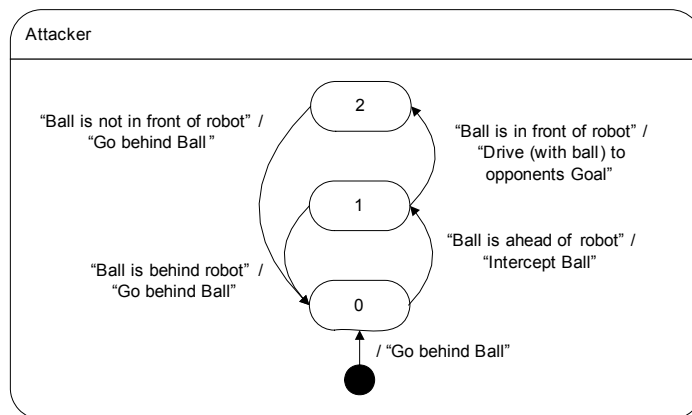 Attacker
2
“Ball is not in front of robot” /
“Go behind Ball”
“Ball is in front of robot” /
“Drive (with ball) to
opponents Goal”
1
“Ball is ahead of robot” /
“Intercept Ball”
“Ball is behind robot” /
“Go behind Ball”
0
/ “Go behind Ball”